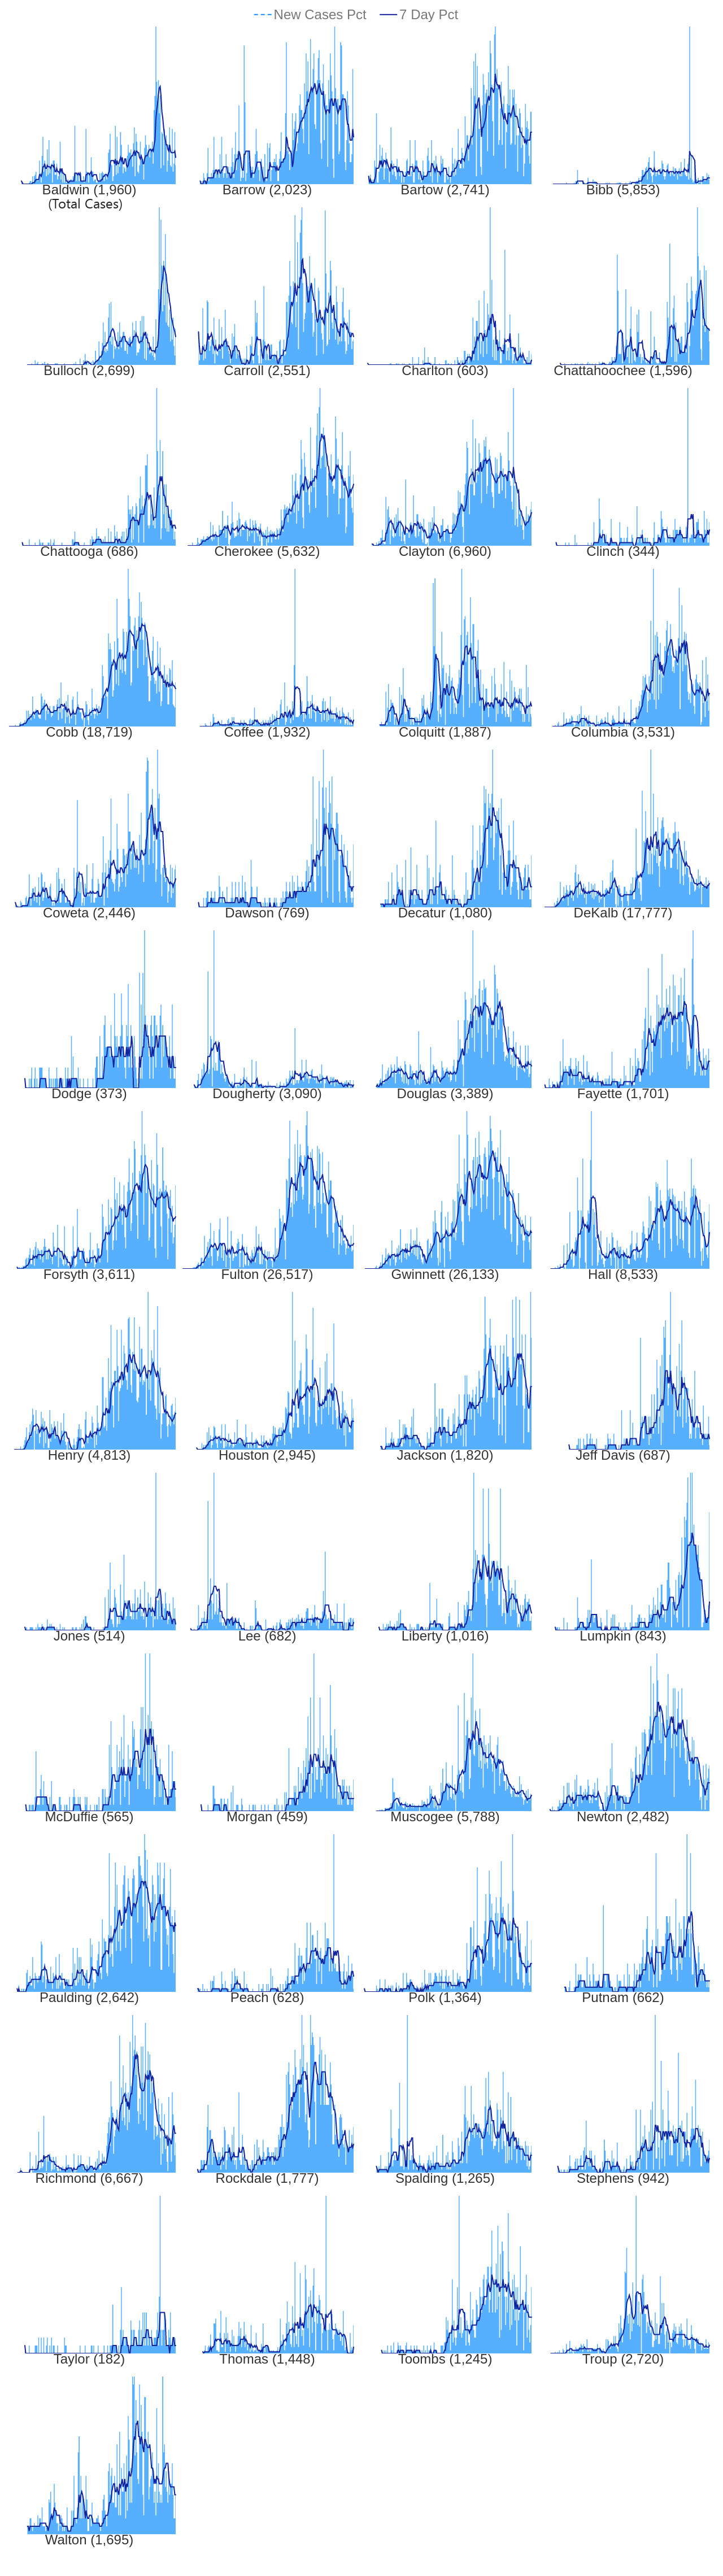 New Cases Pct 7 Day Pct
Baldwin (1,960) Barrow (2,023) Bartow (2,741) Bibb (5,853)
(Total Cases)
Bulloch (2,699) Carroll (2,551) Charlton (603) Chattahoochee (1,596)
Chattooga (686) Cherokee (5,632) Clayton (6,960) Clinch (344)
Cobb (18,719) Coffee (1,932) Colquitt (1,887) Columbia (3,531)
Coweta (2,446) Dawson (769) Decatur (1,080) DeKalb (17,777)
Dodge (373) Dougherty (3,090) Douglas (3,389) Fayette (1,701)
Forsyth (3,611) Fulton (26,517) Gwinnett (26,133) Hall (8,533)
Henry (4,813) Houston (2,945) Jackson (1,820) Jeff Davis (687)
Jones (514) Lee (682) Liberty (1,016) Lumpkin (843)
McDuffie (565) Morgan (459) Muscogee (5,788) Newton (2,482)
Paulding (2,642) Peach (628) Polk (1,364) Putnam (662)
Richmond (6,667) Rockdale (1,777) Spalding (1,265) Stephens (942)
Taylor (182) Thomas (1,448) Toombs (1,245) Troup (2,720)
Walton (1,695)